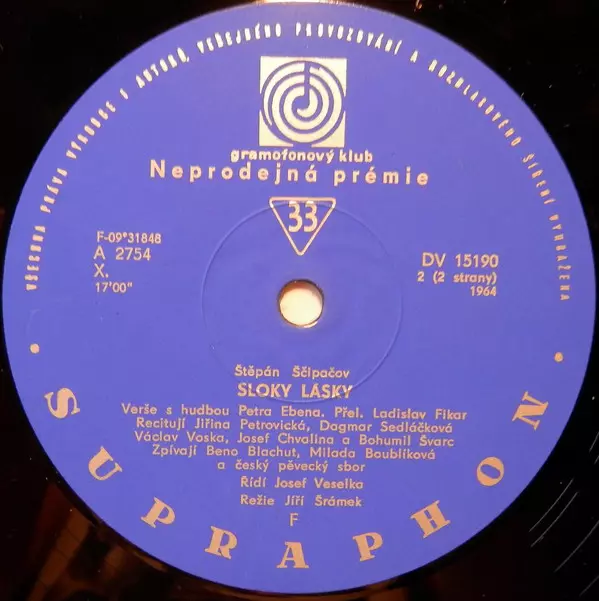 VŠECHNA PRÁVA VÝROBCE I AUTORŮ, VEŘEJNÉHO PROVOZOVÁNÍ A ROZHLASOVÉHO ŠÍŘENÍ VYHRAŽENA
gramofonový klub
Neprodejná prémie
33
F-09*31848
A 2754
X.
17'00"
DV 15190
2 (2 strany)
1964
Štěpán Ščipačov
SLOKY LÁSKY
Verše s hudbou Petra Ebena. Přel. Ladislav Fikar
Recitují Jiřina Petrovická, Dagmar Sedláčková
Václav Voska, Josef Chvalina a Bohumil Švarc
Zpívají Beno Blachut, Milada Boublíková
a český pěvecký sbor
Řídí Josef Veselka
Režie Jiří Šrámek
F
• SUPRAPHON •